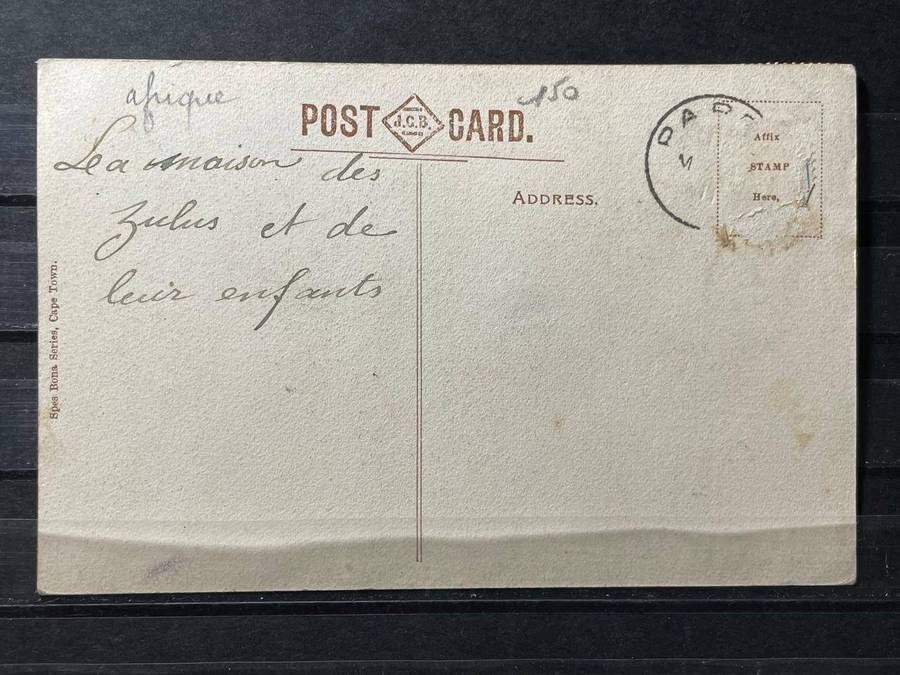 afrique
150
POST J.C.B. CARD.
La maison des
Zulus et de
leur enfants
ADDRESS.
Affix
STAMP
Here,
Spes Bona Series, Cape Town.